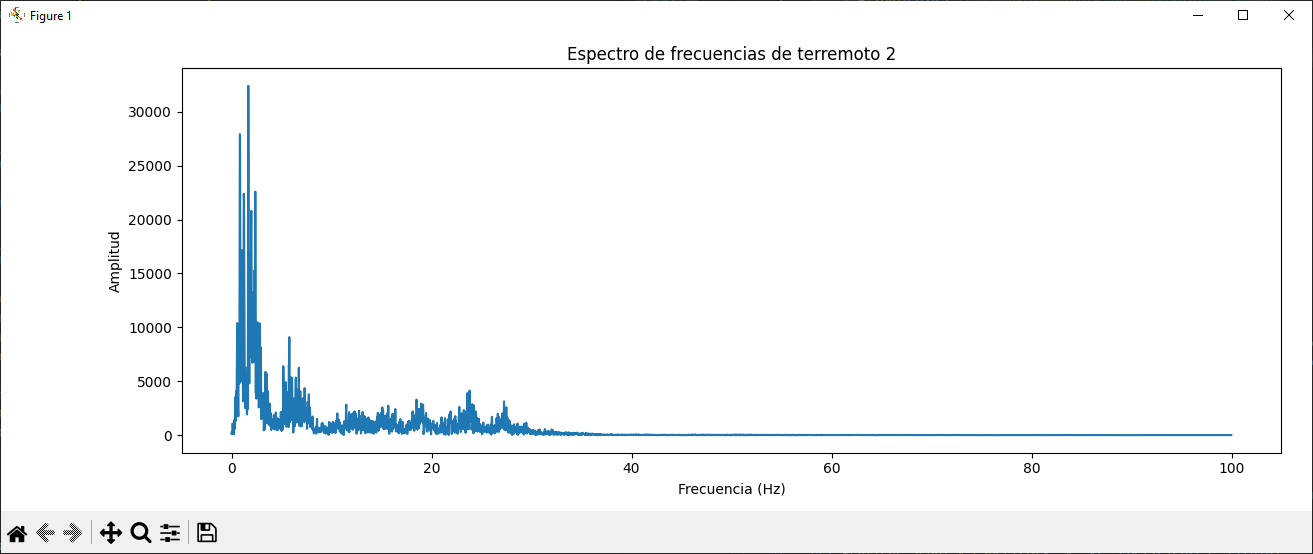 Figure 1
Espectro de frecuencias de terremoto 2
30000
25000
20000
15000
10000
5000
0
Amplitud
0 20 40 60 80 100
Frecuencia (Hz)